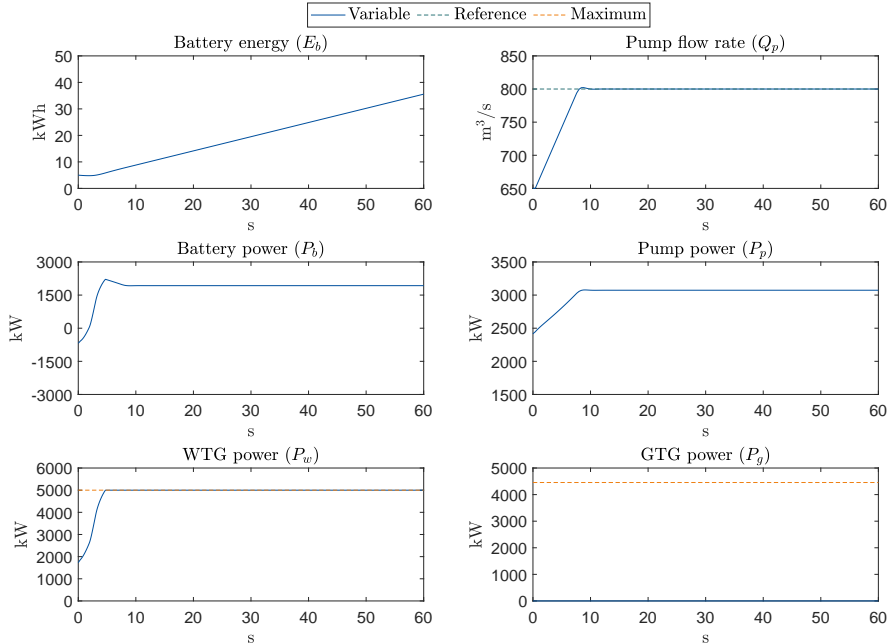 Variable Reference Maximum
Battery energy (E_b)
50
40
30
20
10
0
kWh
0 10 20 30 40 50 60
s
Pump flow rate (Q_p)
850
800
750
700
650
m³/s
0 10 20 30 40 50 60
s
Battery power (P_b)
3000
1500
0
-1500
-3000
kW
0 10 20 30 40 50 60
s
Pump power (P_p)
3500
3000
2500
2000
1500
kW
0 10 20 30 40 50 60
s
WTG power (P_w)
6000
5000
4000
3000
2000
1000
0
kW
0 10 20 30 40 50 60
s
GTG power (P_g)
5000
4000
3000
2000
1000
0
kW
0 10 20 30 40 50 60
s